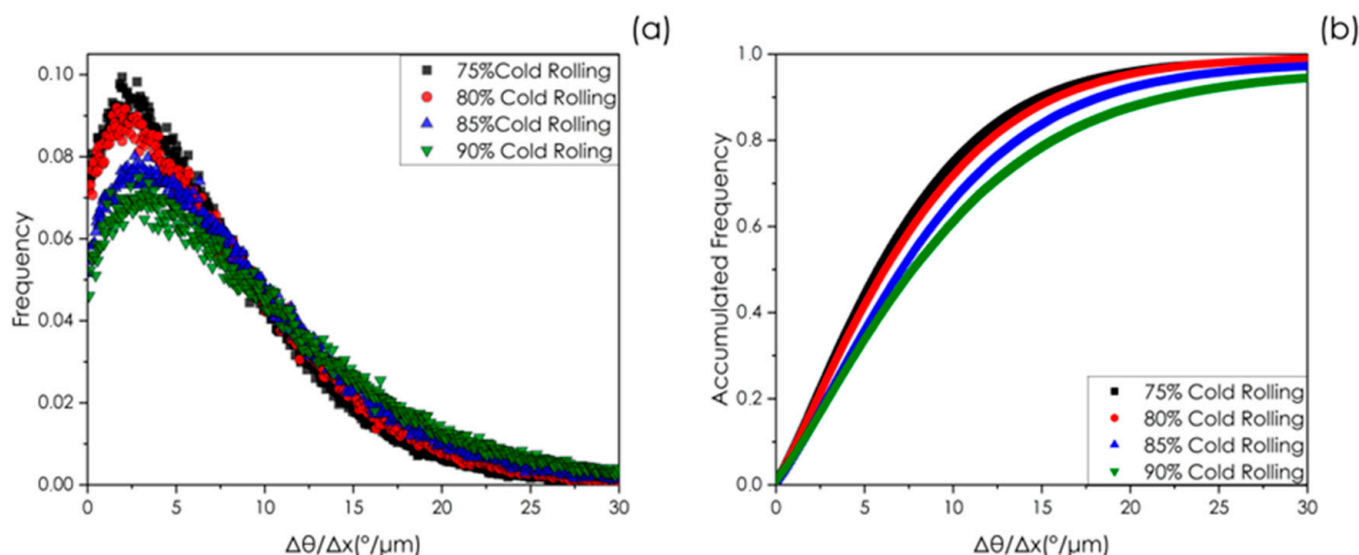 (a)
75%Cold Rolling
80% Cold Rolling
85%Cold Rolling
90% Cold Roling
0.10
0.08
0.06
0.04
0.02
0.00
Frequency
0 5 10 15 20 25 30
Δθ/Δx(°/µm)
(b)
1.0
0.8
0.6
0.4
0.2
0.0
Accumulated Frequency
75% Cold Rolling
80% Cold Rolling
85% Cold Rolling
90% Cold Rolling
0 5 10 15 20 25 30
Δθ/Δx(°/µm)